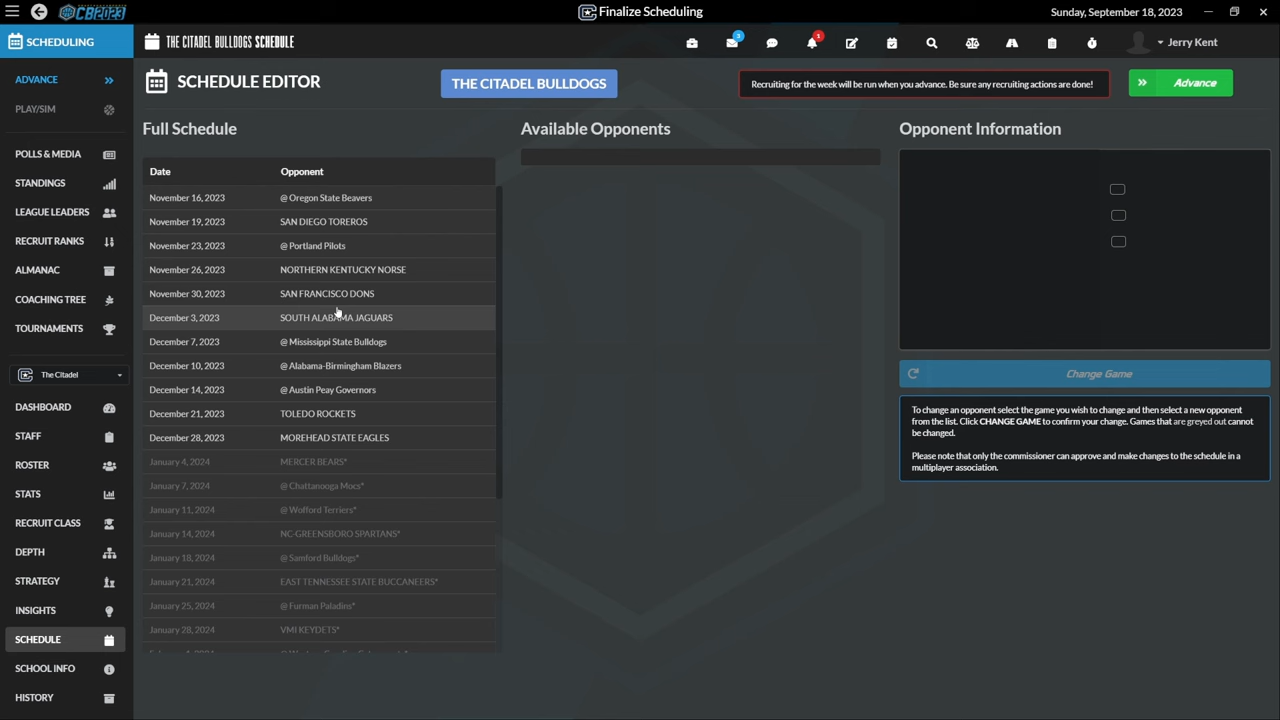 CB2023
Finalize Scheduling
Sunday, September 18, 2023
SCHEDULING
THE CITADEL BULLDOGS SCHEDULE
3
1
Jerry Kent
ADVANCE
SCHEDULE EDITOR
THE CITADEL BULLDOGS
Recruiting for the week will be run when you advance. Be sure any recruiting actions are done!
Advance
PLAY/SIM
Full Schedule
Available Opponents
Opponent Information
POLLS & MEDIA
STANDINGS
LEAGUE LEADERS
RECRUIT RANKS
ALMANAC
COACHING TREE
TOURNAMENTS
The Citadel
DASHBOARD
STAFF
ROSTER
STATS
RECRUIT CLASS
DEPTH
STRATEGY
INSIGHTS
SCHEDULE
SCHOOL INFO
HISTORY
Date Opponent
November 16, 2023 @ Oregon State Beavers
November 19, 2023 SAN DIEGO TOREROS
November 23, 2023 @ Portland Pilots
November 26, 2023 NORTHERN KENTUCKY NORSE
November 30, 2023 SAN FRANCISCO DONS
December 3, 2023 SOUTH ALABAMA JAGUARS
December 7, 2023 @ Mississippi State Bulldogs
December 10, 2023 @ Alabama-Birmingham Blazers
December 14, 2023 @ Austin Peay Governors
December 21, 2023 TOLEDO ROCKETS
December 28, 2023 MOREHEAD STATE EAGLES
January 4, 2024 MERCER BEARS*
January 7, 2024 @ Chattanooga Mocs*
January 11, 2024 @ Wofford Terriers*
January 14, 2024 NC-GREENSBORO SPARTANS*
January 18, 2024 @ Samford Bulldogs*
January 21, 2024 EAST TENNESSEE STATE BUCCANEERS*
January 25, 2024 @ Furman Paladins*
January 28, 2024 VMI KEYDETS*
Change Game
To change an opponent select the game you wish to change and then select a new opponent
from the list. Click CHANGE GAME to confirm your change. Games that are greyed out cannot
be changed.
Please note that only the commissioner can approve and make changes to the schedule in a
multiplayer association.